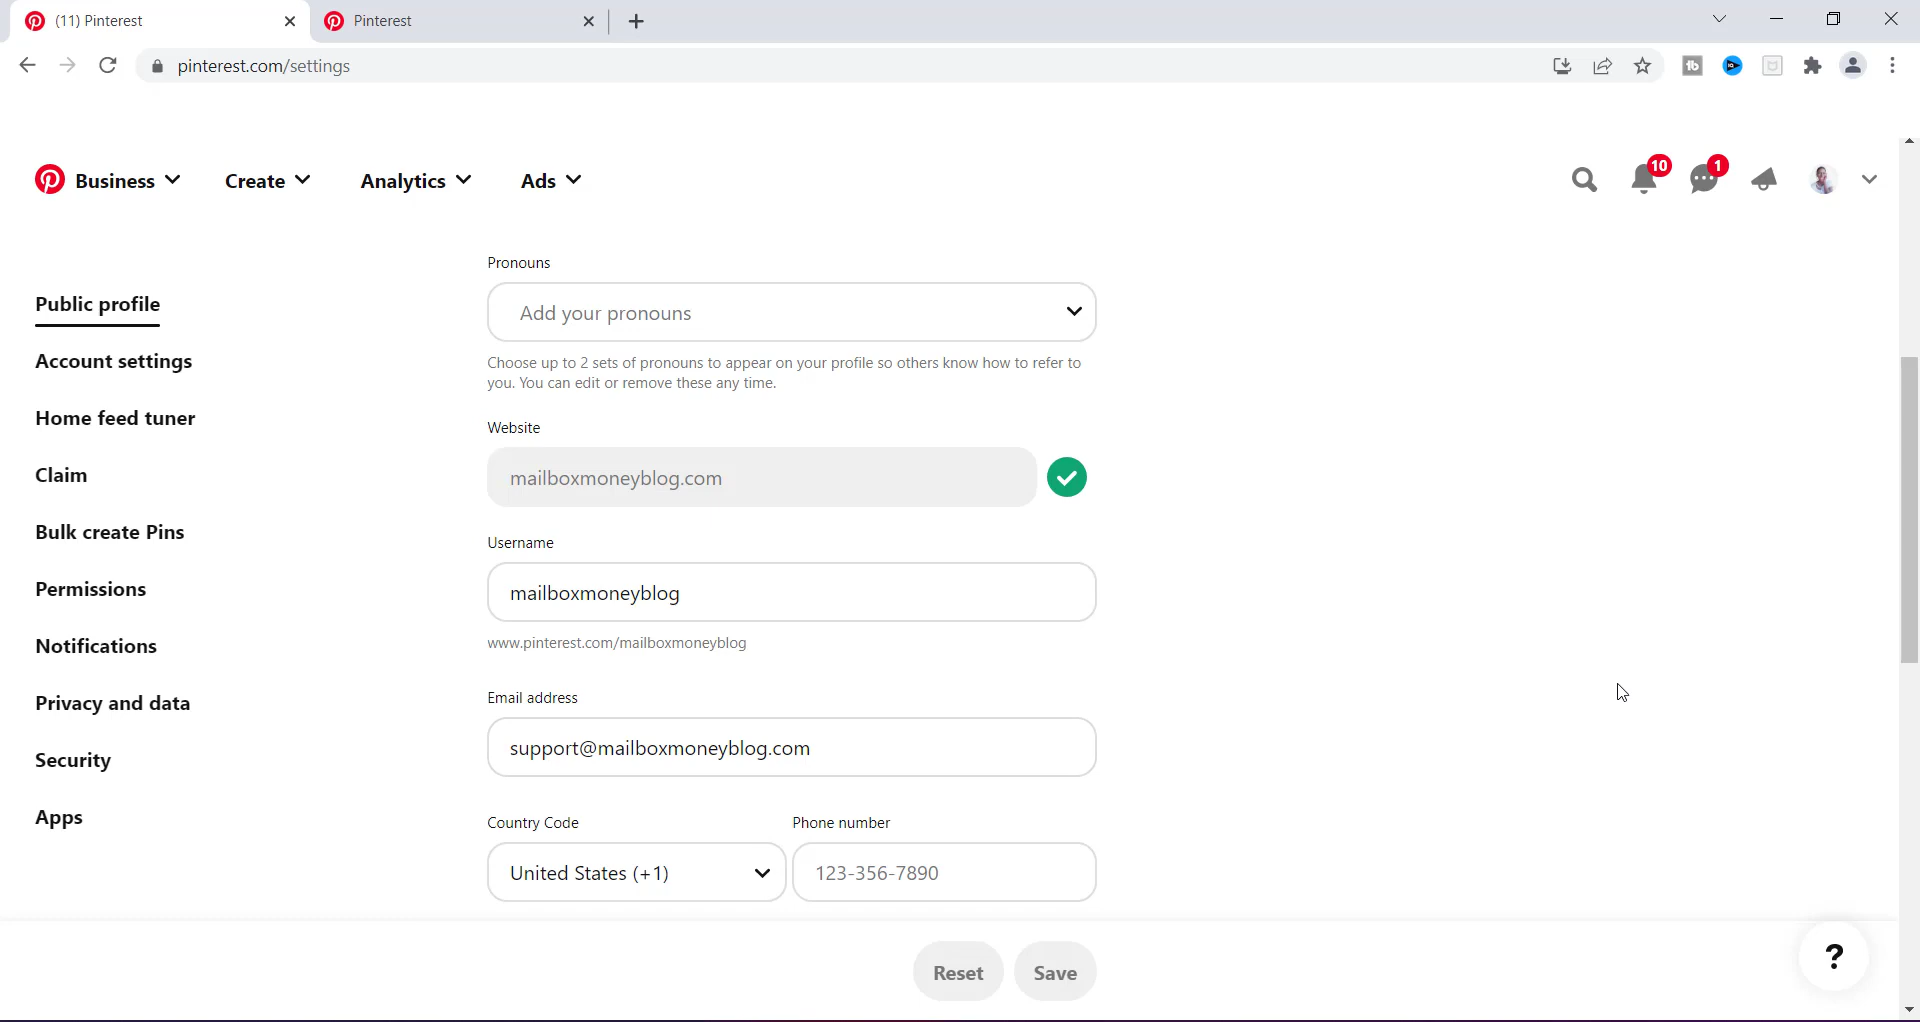 (11) Pinterest
Pinterest
pinterest.com/settings
Business
Create
Analytics
Ads
10
1
Pronouns
Public profile
Add your pronouns
Account settings
Choose up to 2 sets of pronouns to appear on your profile so others know how to refer to
you. You can edit or remove these any time.
Home feed tuner
Website
Claim
mailboxmoneyblog.com
Bulk create Pins
Username
Permissions
mailboxmoneyblog
www.pinterest.com/mailboxmoneyblog
Notifications
Privacy and data
Email address
support@mailboxmoneyblog.com
Security
Apps
Country Code
Phone number
United States (+1)
123-356-7890
Reset
Save
?